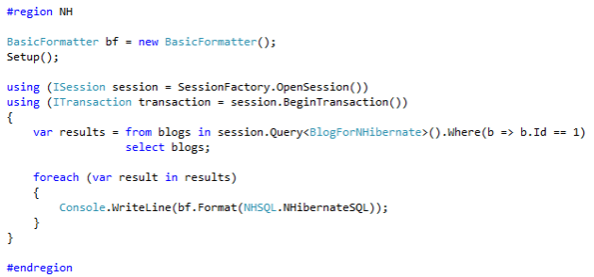 #region NH
BasicFormatter bf = new BasicFormatter();
Setup();
using (ISession session = SessionFactory.OpenSession())
using (ITransaction transaction = session.BeginTransaction())
{
    var results = from blogs in session.Query<BlogForNHibernate>().Where(b => b.Id == 1)
                  select blogs;
    foreach (var result in results)
    {
        Console.WriteLine(bf.Format(NHSQL.NHibernateSQL));
    }
}
#endregion